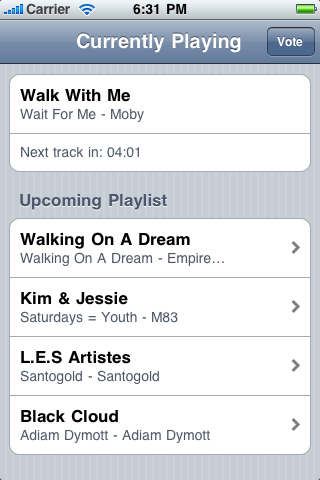 Carrier 6:31 PM
Currently Playing Vote
Walk With Me
Wait For Me - Moby
Next track in: 04:01
Upcoming Playlist
Walking On A Dream
Walking On A Dream - Empire…
Kim & Jessie
Saturdays = Youth - M83
L.E.S Artistes
Santogold - Santogold
Black Cloud
Adiam Dymott - Adiam Dymott